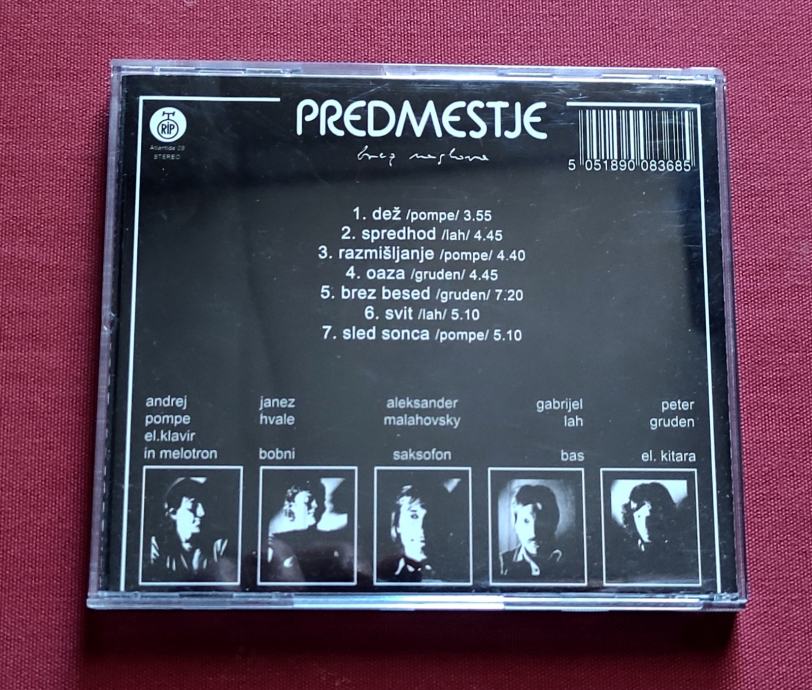 PREDMESTJE
brez naslova
RIP
Atlantide 09
STEREO
5 051890 083685
1. dež /pompe/ 3.55
2. spredhod /lah/ 4.45
3. razmišljanje /pompe/ 4.40
4. oaza /gruden/ 4.45
5. brez besed /gruden/ 7.20
6. svit /lah/ 5.10
7. sled sonca /pompe/ 5.10
andrej
pompe
el.klavir
in melotron
janez
hvale
bobni
aleksander
malahovsky
saksofon
gabrijel
lah
bas
peter
gruden
el. kitara